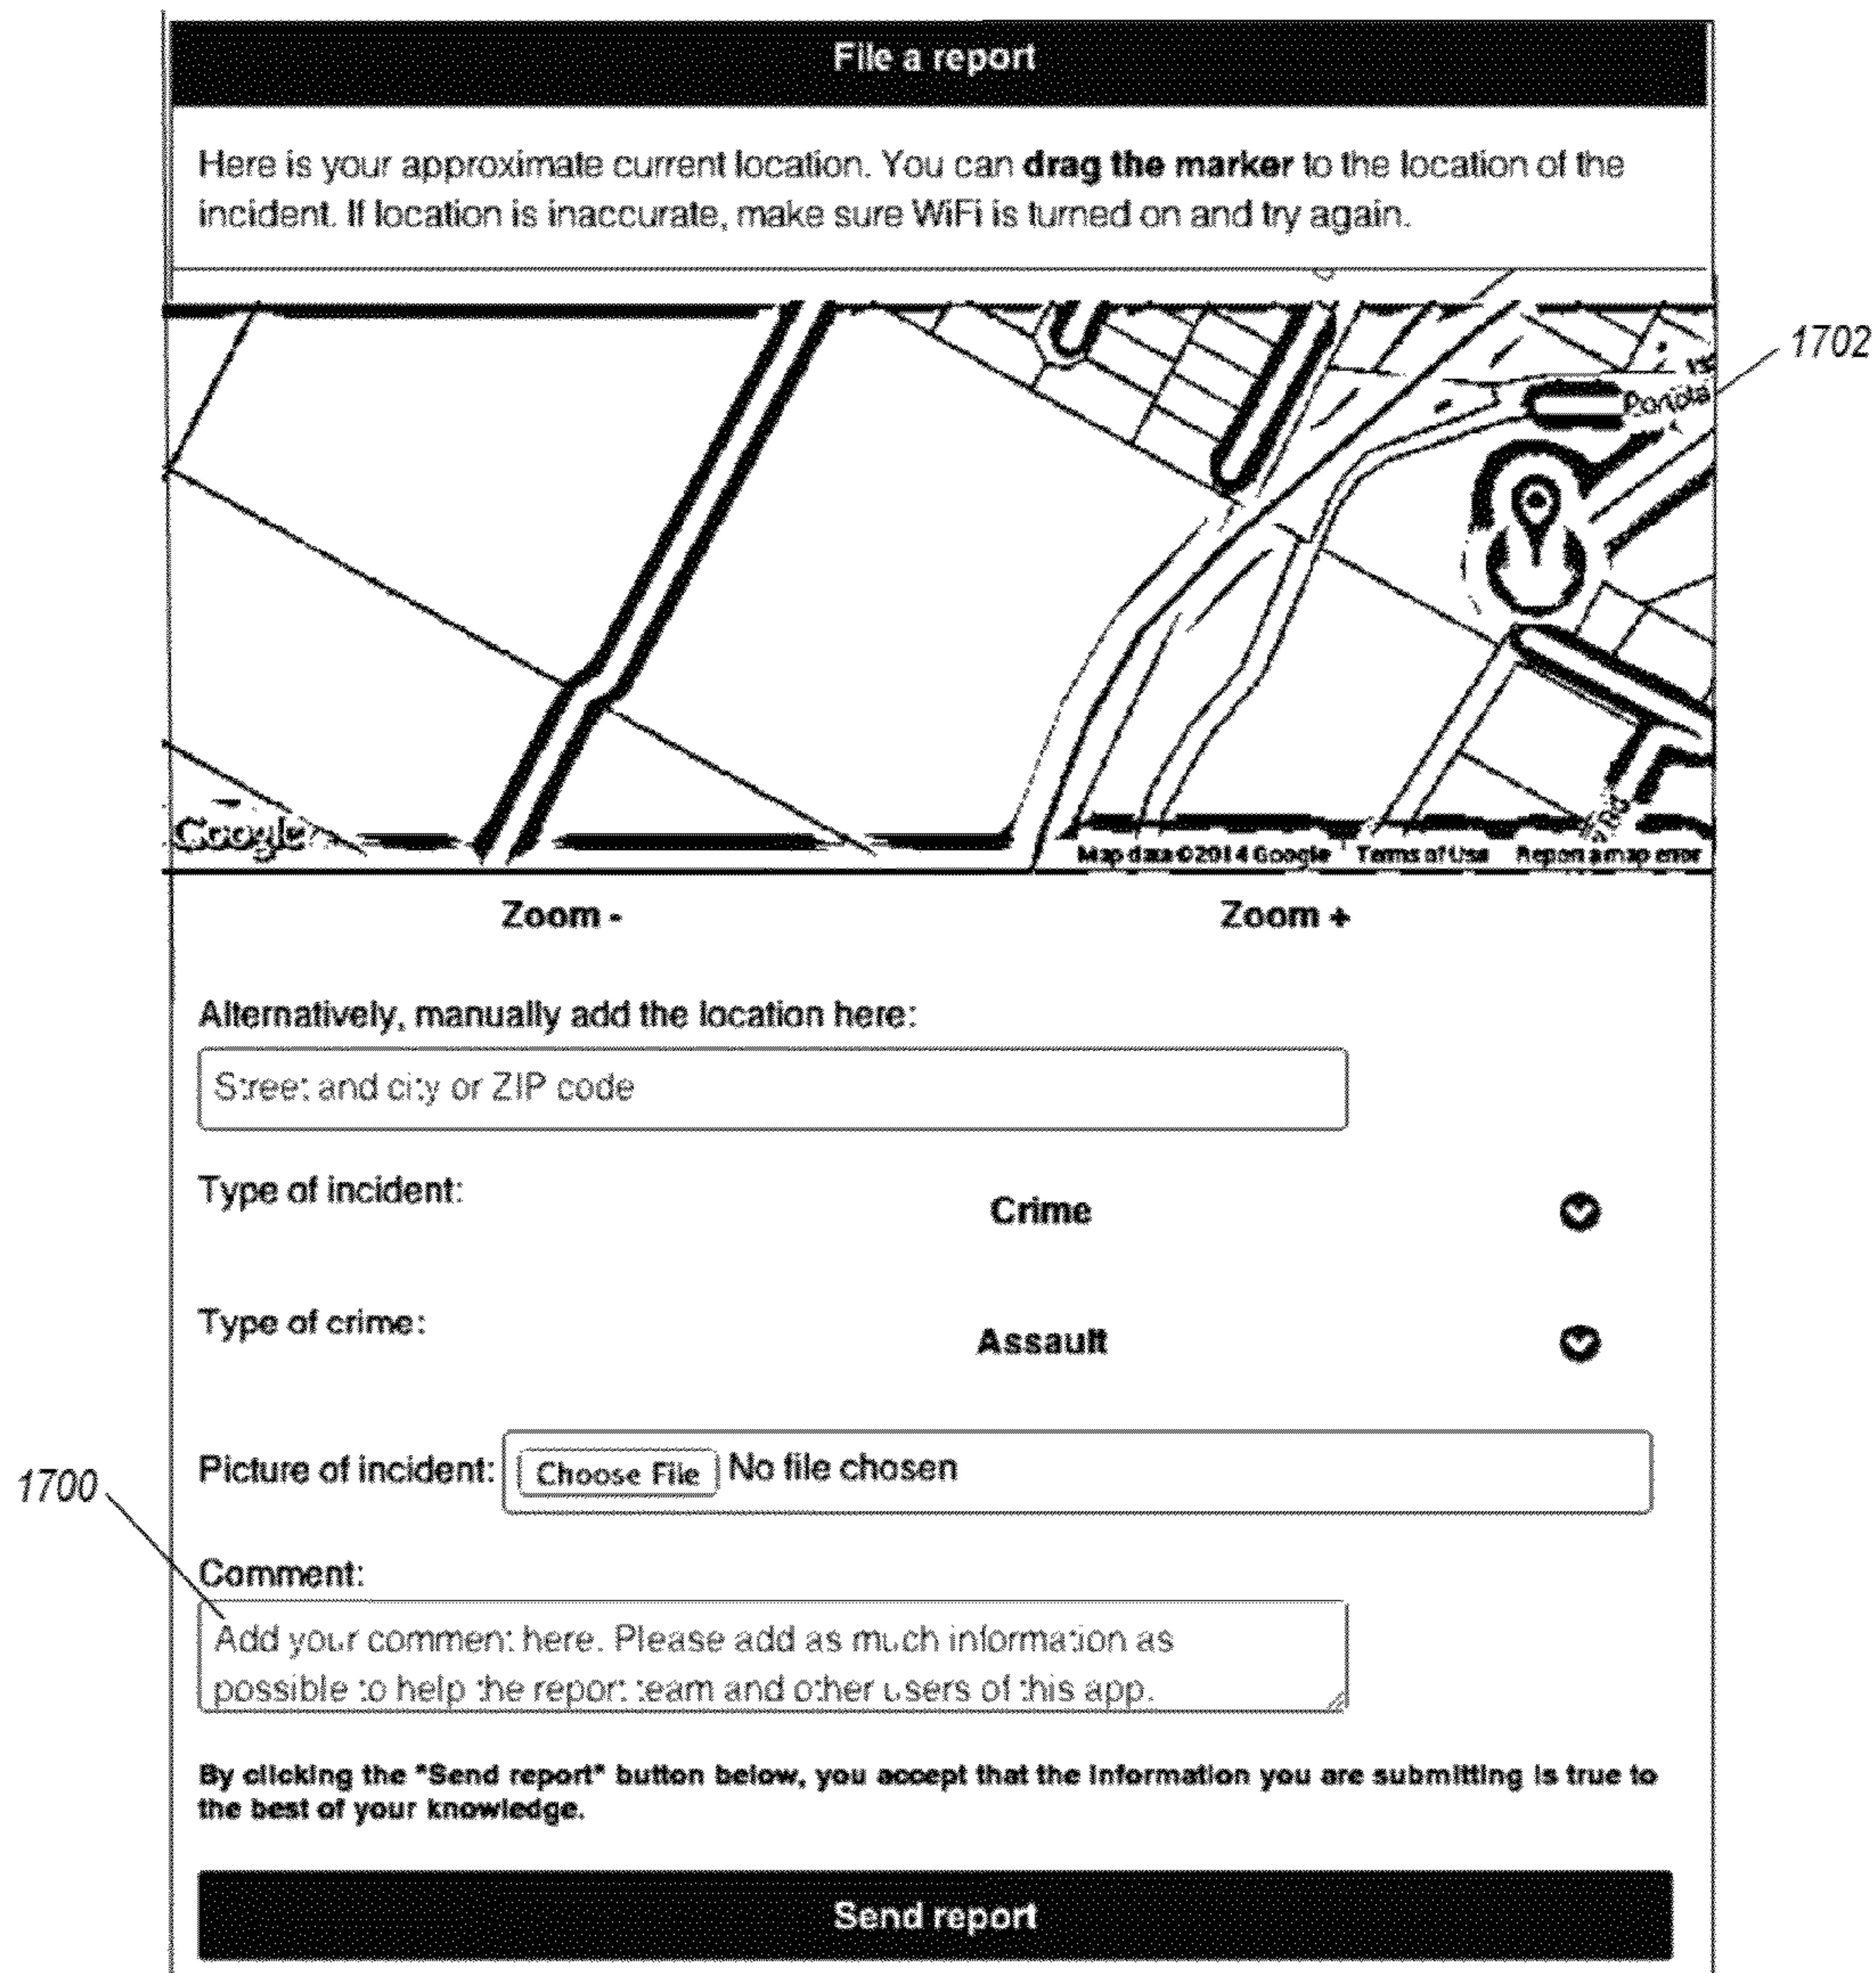 File a report
Here is your approximate current location. You can drag the marker to the location of the
incident. If location is inaccurate, make sure WiFi is turned on and try again.
1702
Google
Map data ©2014 Google
Terms of Use
Report a map error
Zoom -
Zoom +
Alternatively, manually add the location here:
Street and city or ZIP code
Type of incident:
Crime
Type of crime:
Assault
Picture of incident:
Choose File
No file chosen
1700
Comment:
Add your comment here. Please add as much information as
possible to help the report team and other users of this app.
By clicking the "Send report" button below, you accept that the information you are submitting is true to
the best of your knowledge.
Send report